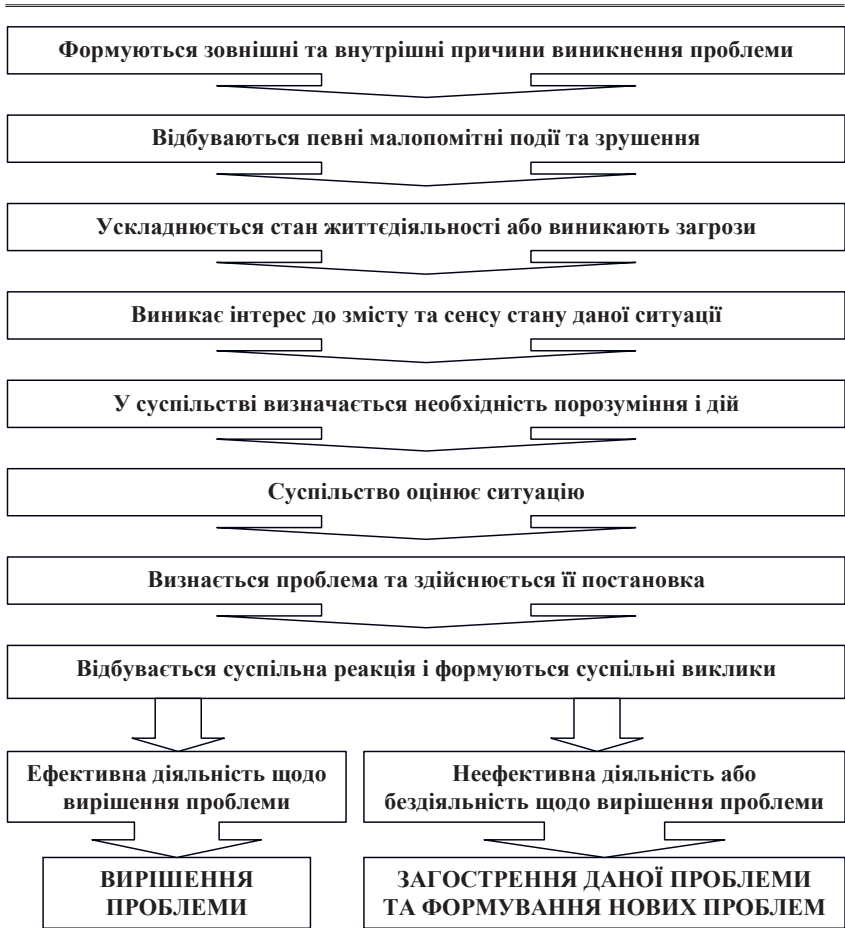 Формуються зовнішні та внутрішні причини виникнення проблеми
Відбуваються певні малопомітні події та зрушення
Ускладнюється стан життєдіяльності або виникають загрози
Виникає інтерес до змісту та сенсу стану даної ситуації
У суспільстві визначається необхідність порозуміння і дій
Суспільство оцінює ситуацію
Визнається проблема та здійснюється її постановка
Відбувається суспільна реакція і формуються суспільні виклики
Ефективна діяльність щодо
вирішення проблеми
Неефективна діяльність або
бездіяльність щодо вирішення проблеми
ВИРІШЕННЯ
ПРОБЛЕМИ
ЗАГОСТРЕННЯ ДАНОЇ ПРОБЛЕМИ
ТА ФОРМУВАННЯ НОВИХ ПРОБЛЕМ